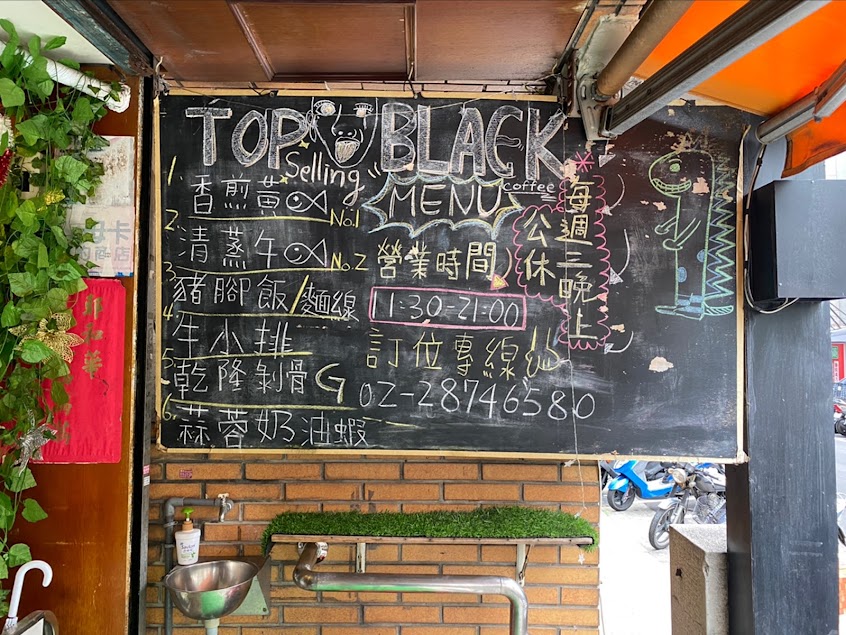 TOP BLACK
Selling
coffee
MENU
1. 香煎黃
No.1
2. 清蒸午
No.2
3. 豬腳飯/麵線
4. 牛小排
5. 乾隆剝骨G
6. 蒜蓉奶油蝦
營業時間
11:30-21:00
訂位專線
02-28746580
每週三晚上
公休